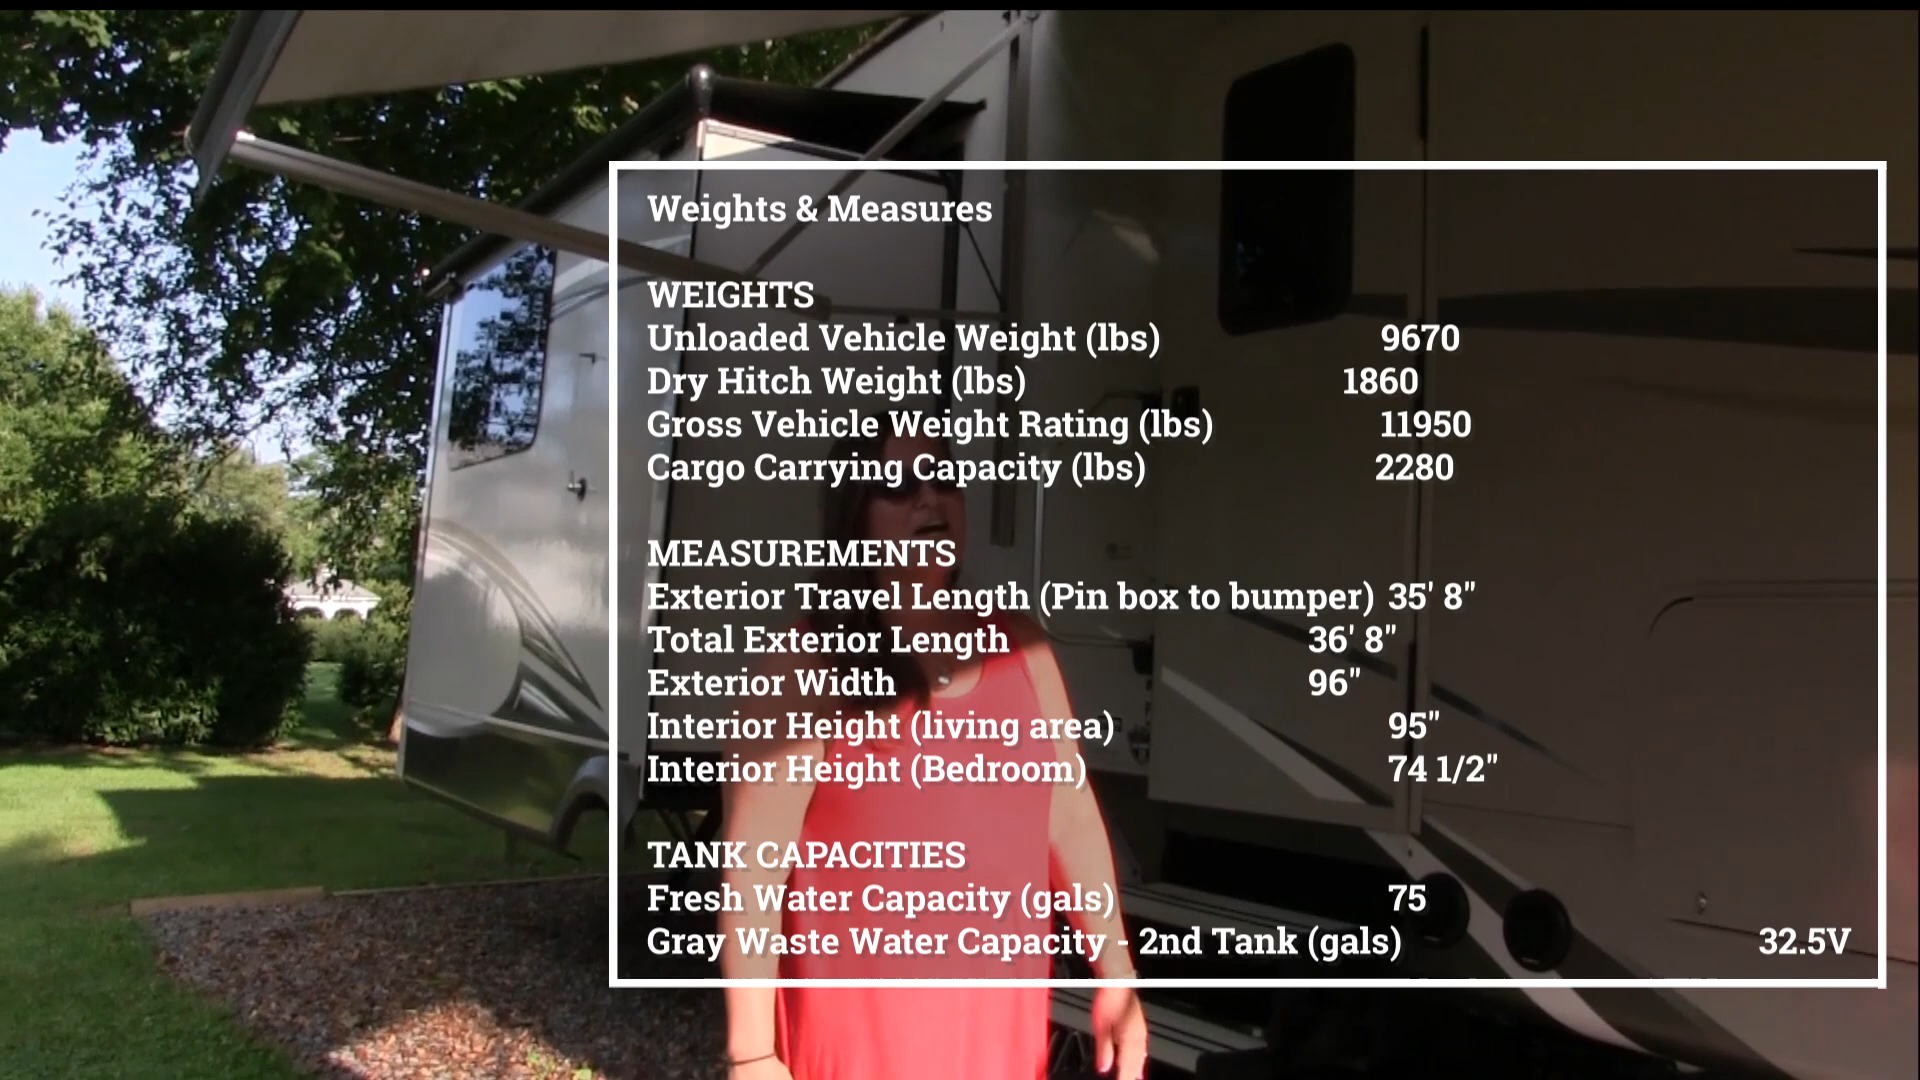 Weights & Measures
WEIGHTS
Unloaded Vehicle Weight (lbs) 9670
Dry Hitch Weight (lbs) 1860
Gross Vehicle Weight Rating (lbs) 11950
Cargo Carrying Capacity (lbs) 2280
MEASUREMENTS
Exterior Travel Length (Pin box to bumper) 35' 8"
Total Exterior Length 36' 8"
Exterior Width 96"
Interior Height (living area) 95"
Interior Height (Bedroom) 74 1/2"
TANK CAPACITIES
Fresh Water Capacity (gals) 75
Gray Waste Water Capacity - 2nd Tank (gals) 32.5V